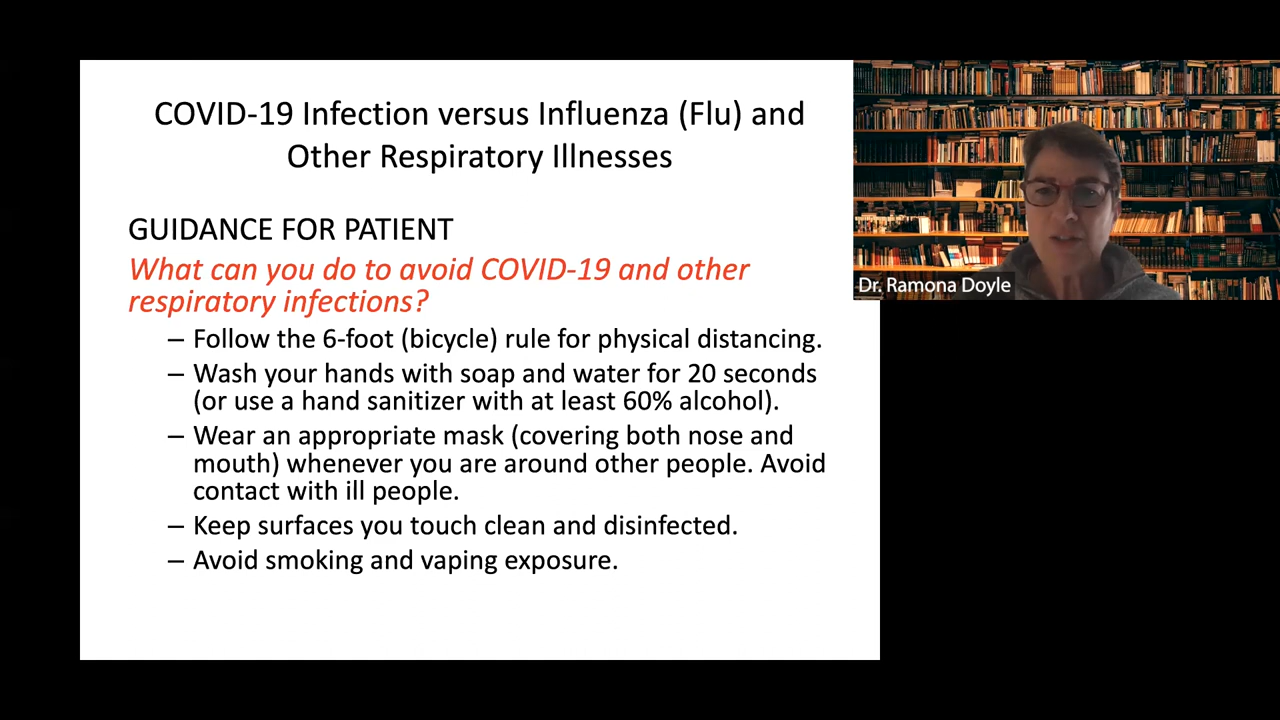 COVID-19 Infection versus Influenza (Flu) and
Other Respiratory Illnesses
GUIDANCE FOR PATIENT
What can you do to avoid COVID-19 and other
respiratory infections?
– Follow the 6-foot (bicycle) rule for physical distancing.
– Wash your hands with soap and water for 20 seconds
(or use a hand sanitizer with at least 60% alcohol).
– Wear an appropriate mask (covering both nose and
mouth) whenever you are around other people. Avoid
contact with ill people.
– Keep surfaces you touch clean and disinfected.
– Avoid smoking and vaping exposure.
Dr. Ramona Doyle